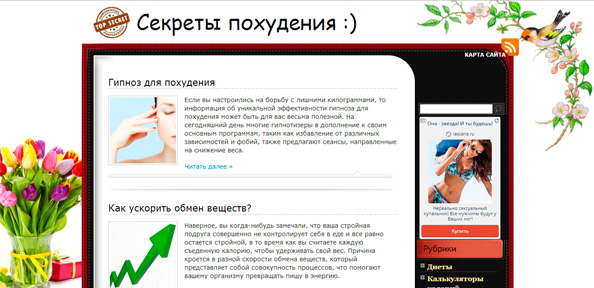 TOP SECRET
Секреты похудения :)
КАРТА САЙТА
Гипноз для похудения
Если вы настроились на борьбу с лишними килограммами, то
информация об уникальной эффективности гипноза для
похудения может быть для вас весьма полезной. На
сегодняшний день многие гипнотизеры в дополнение к своим
основным программам, таким как избавление от различных
зависимостей и фобий, также предлагают сеансы, направленные
на снижение веса.
Читать далее »
Как ускорить обмен веществ?
Наверное, вы когда-нибудь замечали, что ваша стройная
подруга совершенно не контролирует себя в еде и все равно
остается стройной, в то время как вы считаете каждую
съеденную калорию, чтобы удерживать свой вес. Причина
кроется в разной скорости обмена веществ, который
представляет собой совокупность процессов, что помогают
вашему организму превращать пищу в энергию.
Она - звезда! И ты будешь!
Нереально сексуальный
купальник! Все мужчины будут у
Ваших ног!
Купить
Рубрики
Диеты
Калькуляторы